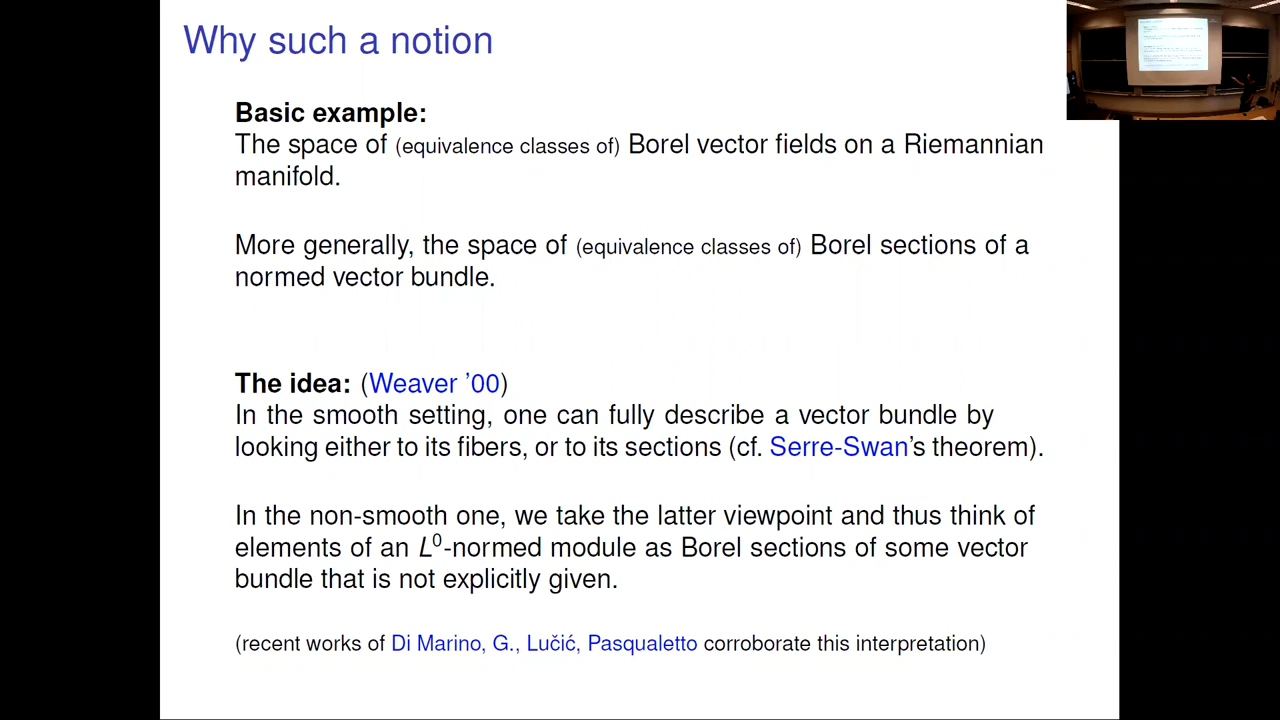 Why such a notion
Basic example:
The space of (equivalence classes of) Borel vector fields on a Riemannian
manifold.
More generally, the space of (equivalence classes of) Borel sections of a
normed vector bundle.
The idea: (Weaver ’00)
In the smooth setting, one can fully describe a vector bundle by
looking either to its fibers, or to its sections (cf. Serre-Swan’s theorem).
In the non-smooth one, we take the latter viewpoint and thus think of
elements of an L⁰-normed module as Borel sections of some vector
bundle that is not explicitly given.
(recent works of Di Marino, G., Lučić, Pasqualetto corroborate this interpretation)